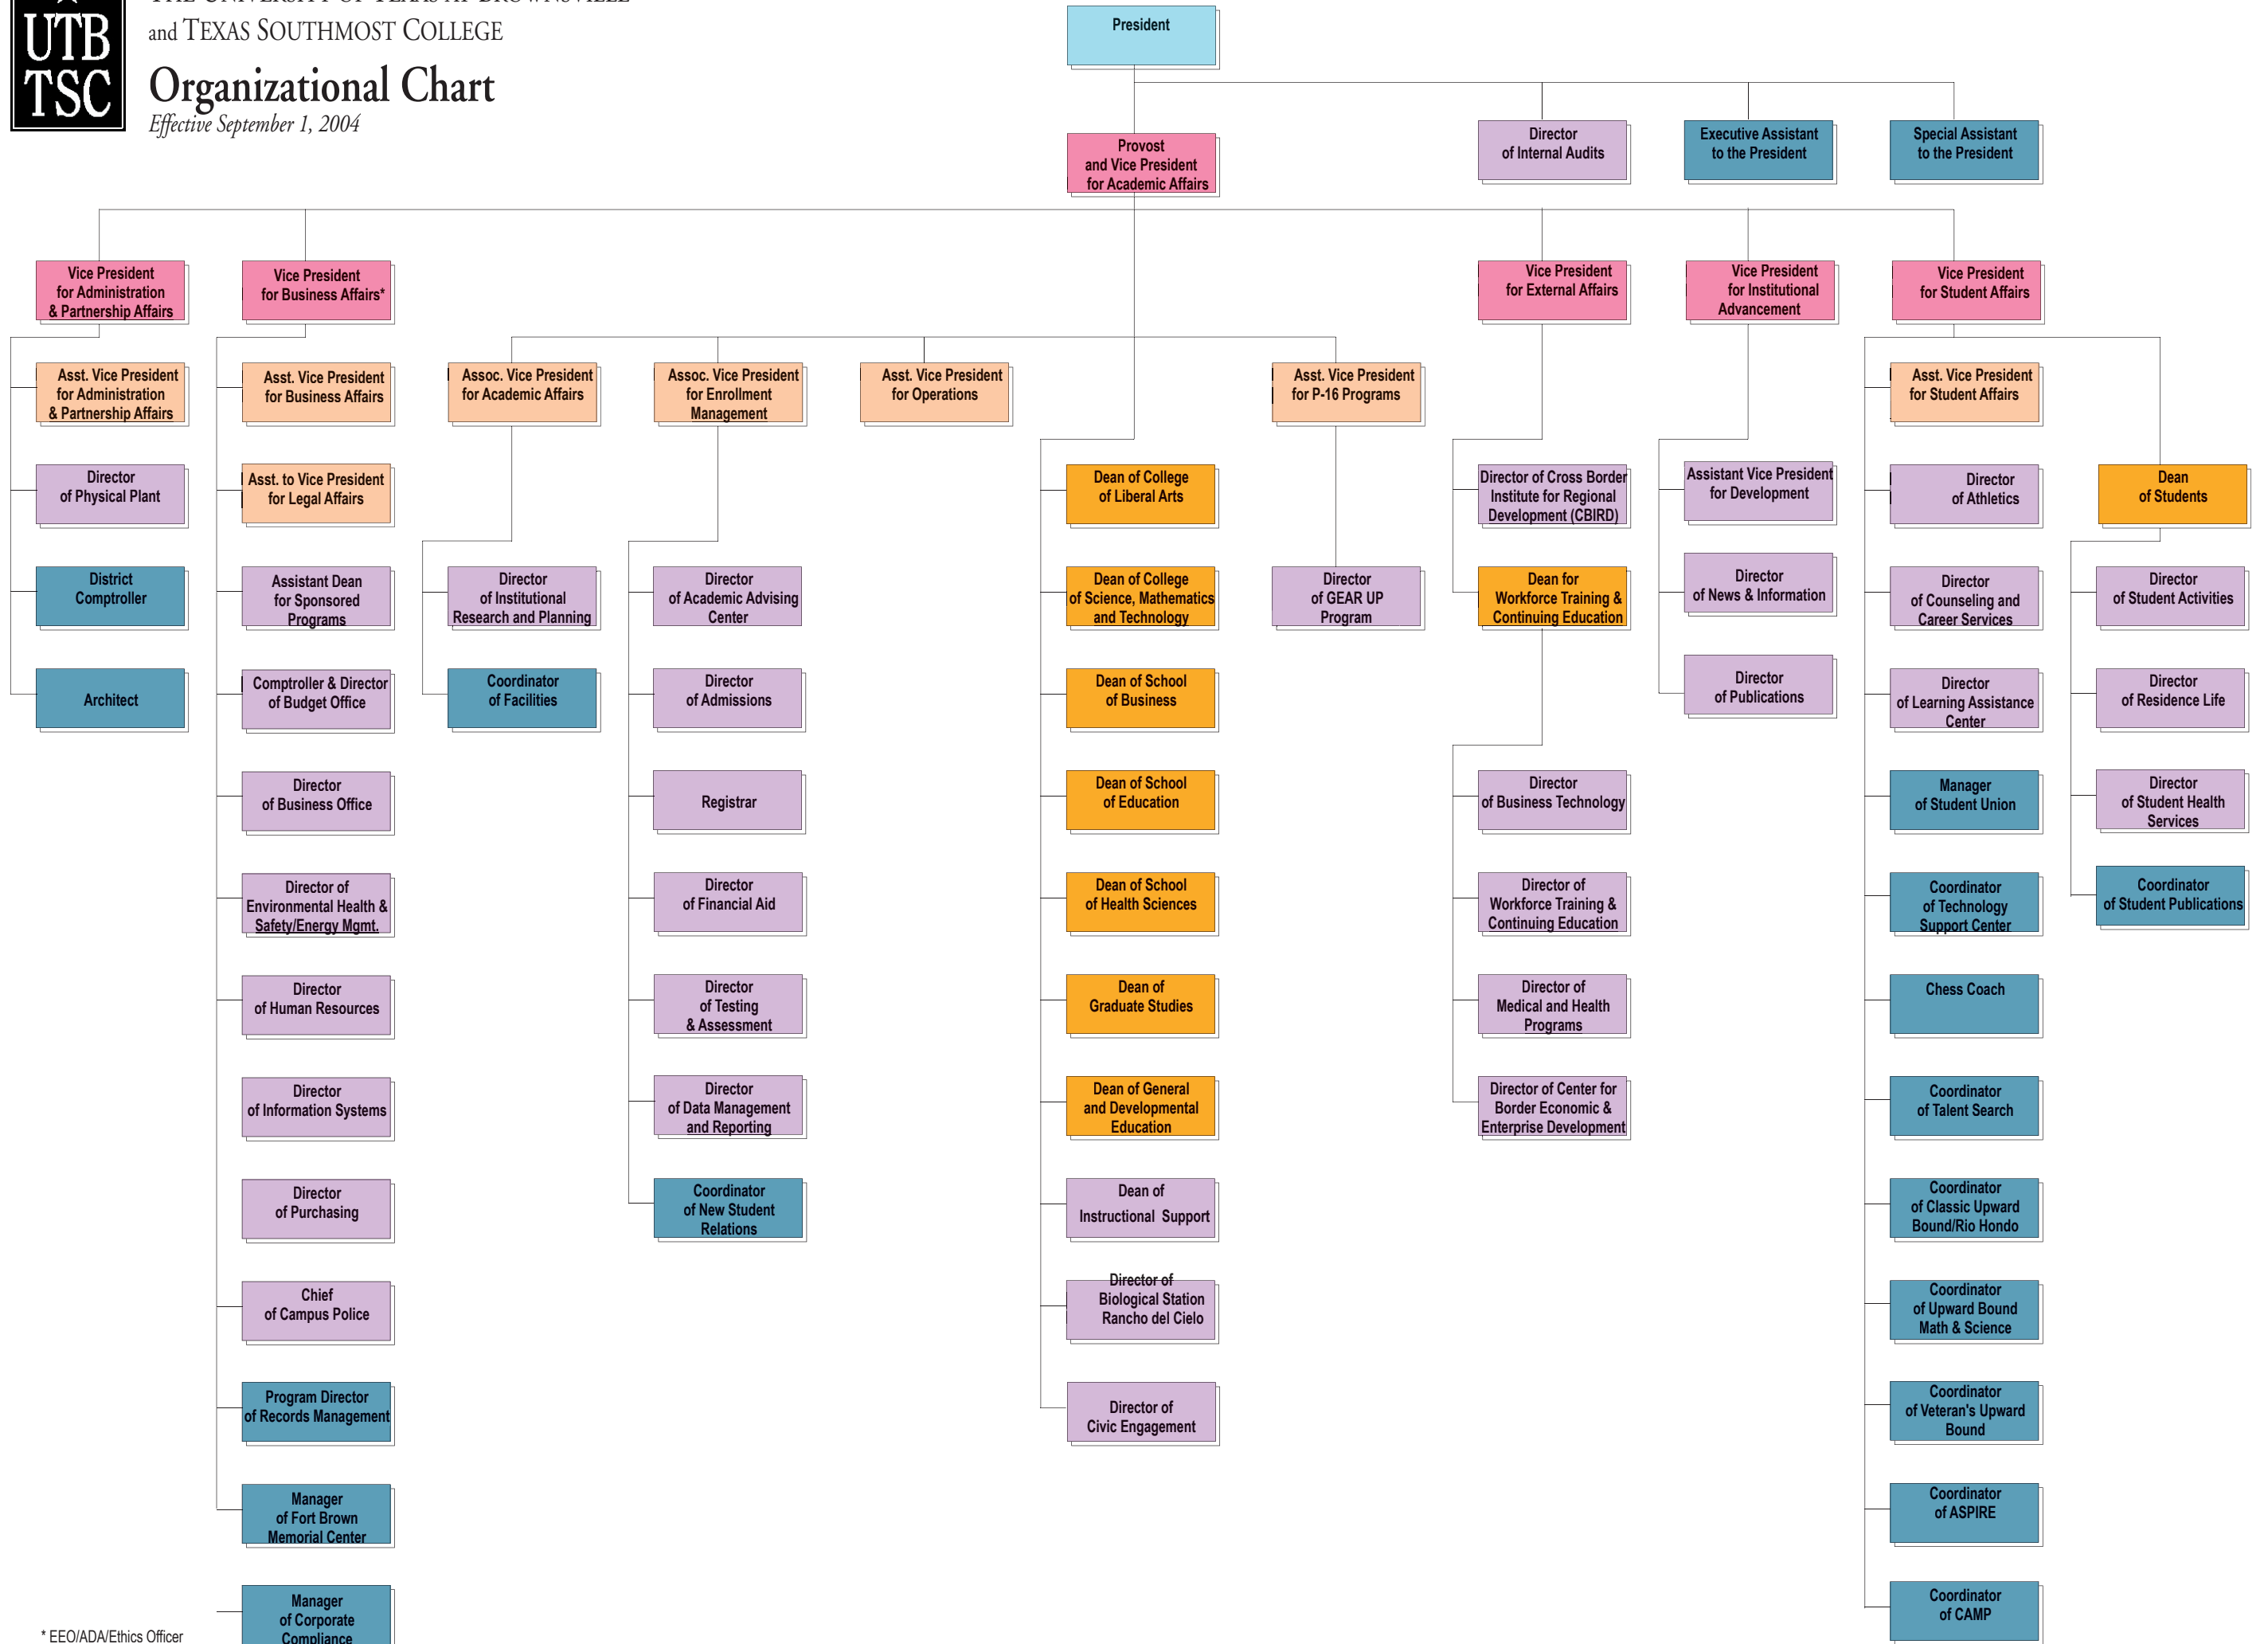 UTB
TSC
THE UNIVERSITY OF TEXAS AT BROWNSVILLE
and TEXAS SOUTHMOST COLLEGE
Organizational Chart
Effective September 1, 2004
President
Provost
and Vice President
for Academic Affairs
Director
of Internal Audits
Executive Assistant
to the President
Special Assistant
to the President
Vice President
for Administration
& Partnership Affairs
Vice President
for Business Affairs*
Vice President
for External Affairs
Vice President
for Institutional
Advancement
Vice President
for Student Affairs
Asst. Vice President
for Administration
& Partnership Affairs
Director
of Physical Plant
District
Comptroller
Architect
Asst. Vice President
for Business Affairs
Asst. to Vice President
for Legal Affairs
Assistant Dean
for Sponsored
Programs
Comptroller & Director
of Budget Office
Director
of Business Office
Director of
Environmental Health &
Safety/Energy Mgmt.
Director
of Human Resources
Director
of Information Systems
Director
of Purchasing
Chief
of Campus Police
Program Director
of Records Management
Manager
of Fort Brown
Memorial Center
Manager
of Corporate
Compliance
Assoc. Vice President
for Academic Affairs
Director
of Institutional
Research and Planning
Coordinator
of Facilities
Assoc. Vice President
for Enrollment
Management
Director
of Academic Advising
Center
Director
of Admissions
Registrar
Director
of Financial Aid
Director
of Testing
& Assessment
Director
of Data Management
and Reporting
Coordinator
of New Student
Relations
Asst. Vice President
for Operations
Dean of College
of Liberal Arts
Dean of College
of Science, Mathematics
and Technology
Dean of School
of Business
Dean of School
of Education
Dean of School
of Health Sciences
Dean of
Graduate Studies
Dean of General
and Developmental
Education
Dean of
Instructional Support
Director of
Biological Station
Rancho del Cielo
Director of
Civic Engagement
Asst. Vice President
for P-16 Programs
Director
of GEAR UP
Program
Director of Cross Border
Institute for Regional
Development (CBIRD)
Dean for
Workforce Training &
Continuing Education
Director
of Business Technology
Director of
Workforce Training &
Continuing Education
Director of
Medical and Health
Programs
Director of Center for
Border Economic &
Enterprise Development
Assistant Vice President
for Development
Director
of News & Information
Director
of Publications
Asst. Vice President
for Student Affairs
Director
of Athletics
Director
of Counseling and
Career Services
Director
of Learning Assistance
Center
Manager
of Student Union
Coordinator
of Technology
Support Center
Chess Coach
Coordinator
of Talent Search
Coordinator
of Classic Upward
Bound/Rio Hondo
Coordinator
of Upward Bound
Math & Science
Coordinator
of Veteran's Upward
Bound
Coordinator
of ASPIRE
Coordinator
of CAMP
Dean
of Students
Director
of Student Activities
Director
of Residence Life
Director
of Student Health
Services
Coordinator
of Student Publications
* EEO/ADA/Ethics Officer